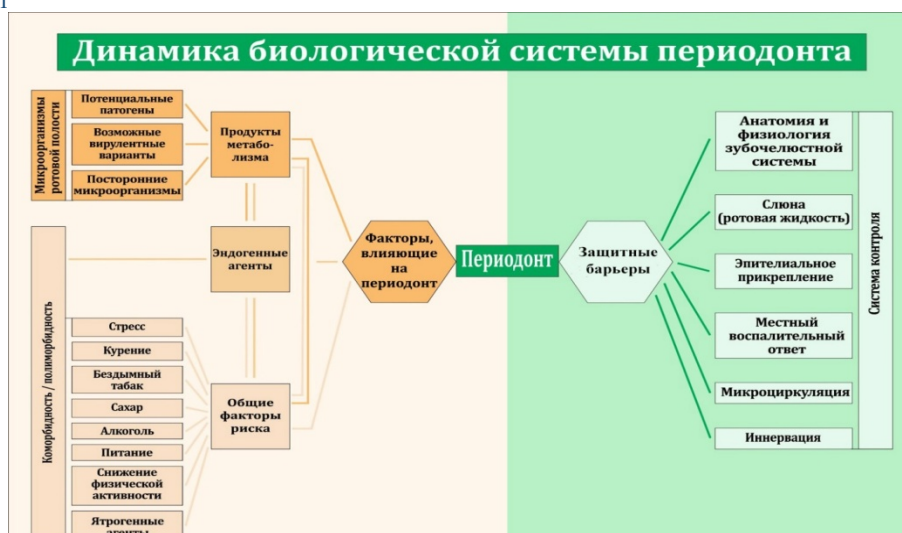 Динамика биологической системы периодонта
Микроорганизмы
ротовой полости
Потенциальные
патогены
Возможные
вирулентные
варианты
Посторонние
микроорганизмы
Продукты
метабо-
лизма
Эндогенные
агенты
Коморбидность / полиморбидность
Стресс
Курение
Бездымный
табак
Сахар
Алкоголь
Питание
Снижение
физической
активности
Ятрогенные
агенты
Общие
факторы
риска
Факторы,
влияющие
на
периодонт
Периодонт
Защитные
барьеры
Анатомия и
физиология
зубочелюстной
системы
Слюна
(ротовая жидкость)
Эпителиальное
прикрепление
Местный
воспалительный
ответ
Микроциркуляция
Иннервация
Система контроля